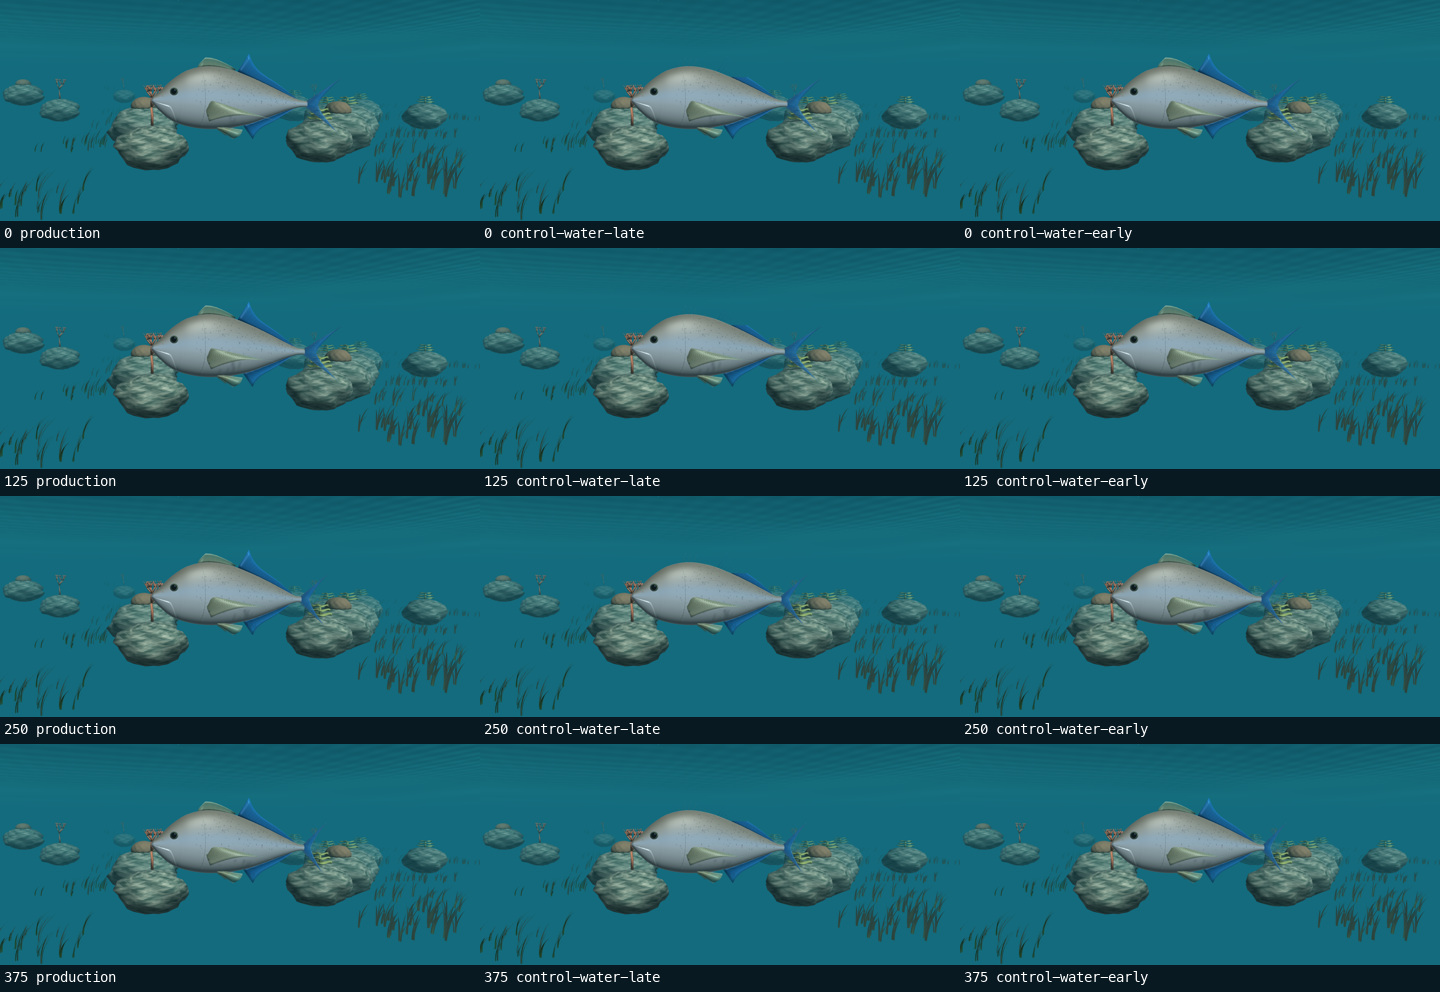 0 production
0 control−water−late
0 control−water−early
125 production
125 control−water−late
125 control−water−early
250 production
250 control−water−late
250 control−water−early
375 production
375 control−water−late
375 control−water−early